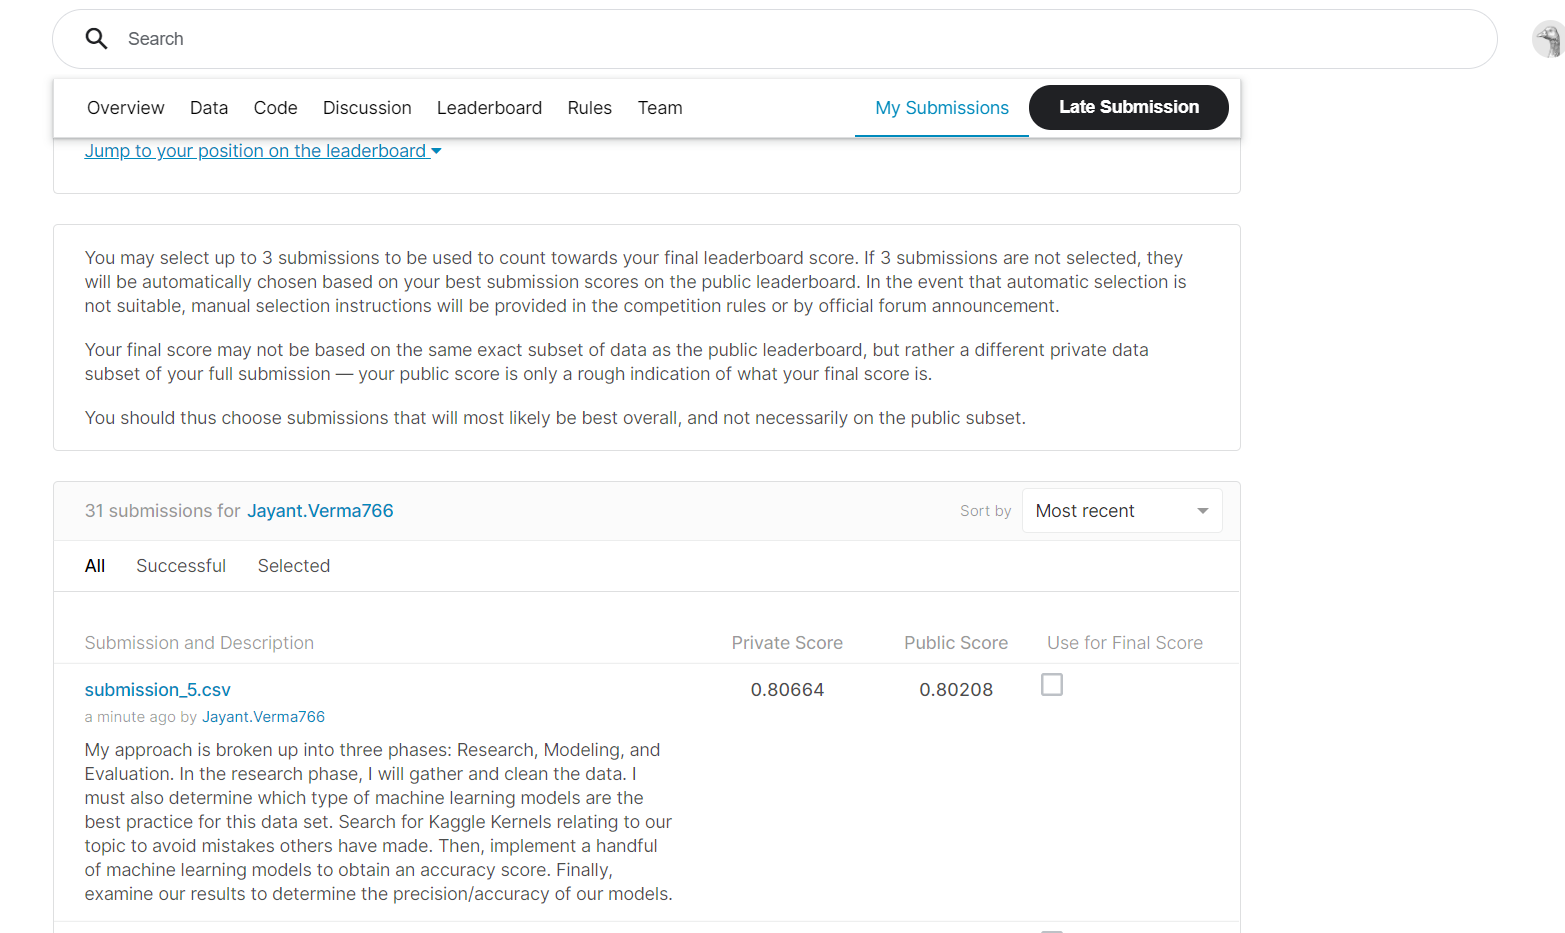 Search
Overview Data Code Discussion Leaderboard Rules Team My Submissions Late Submission
Jump to your position on the leaderboard
You may select up to 3 submissions to be used to count towards your final leaderboard score. If 3 submissions are not selected, they
will be automatically chosen based on your best submission scores on the public leaderboard. In the event that automatic selection is
not suitable, manual selection instructions will be provided in the competition rules or by official forum announcement.
Your final score may not be based on the same exact subset of data as the public leaderboard, but rather a different private data
subset of your full submission — your public score is only a rough indication of what your final score is.
You should thus choose submissions that will most likely be best overall, and not necessarily on the public subset.
31 submissions for Jayant.Verma766 Sort by Most recent
All Successful Selected
Submission and Description Private Score Public Score Use for Final Score
submission_5.csv 0.80664 0.80208
a minute ago by Jayant.Verma766
My approach is broken up into three phases: Research, Modeling, and
Evaluation. In the research phase, I will gather and clean the data. I
must also determine which type of machine learning models are the
best practice for this data set. Search for Kaggle Kernels relating to our
topic to avoid mistakes others have made. Then, implement a handful
of machine learning models to obtain an accuracy score. Finally,
examine our results to determine the precision/accuracy of our models.